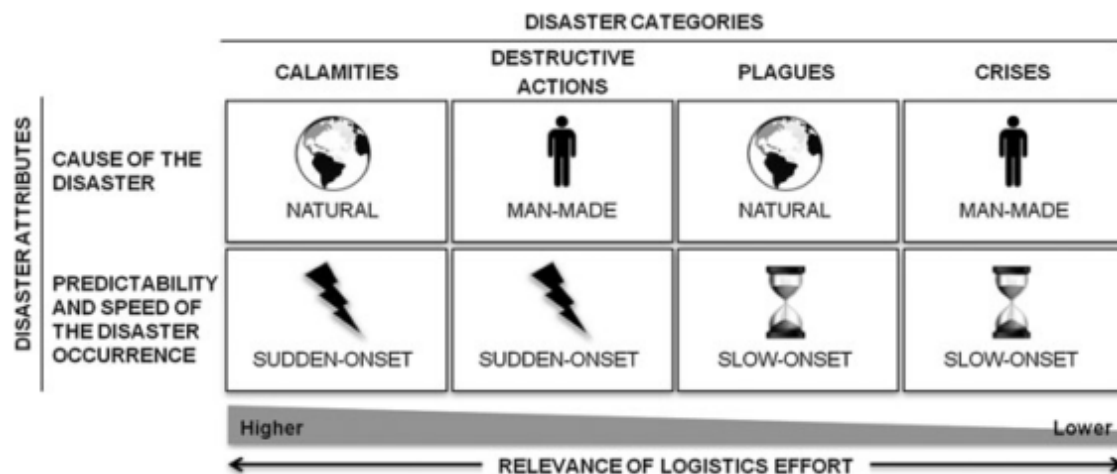 DISASTER CATEGORIES
CALAMITIES
DESTRUCTIVE
ACTIONS
PLAGUES
CRISES
DISASTER ATTRIBUTES
CAUSE OF THE
DISASTER
NATURAL
MAN-MADE
NATURAL
MAN-MADE
PREDICTABILITY
AND SPEED OF
THE DISASTER
OCCURRENCE
SUDDEN-ONSET
SUDDEN-ONSET
SLOW-ONSET
SLOW-ONSET
Higher
Lower
RELEVANCE OF LOGISTICS EFFORT